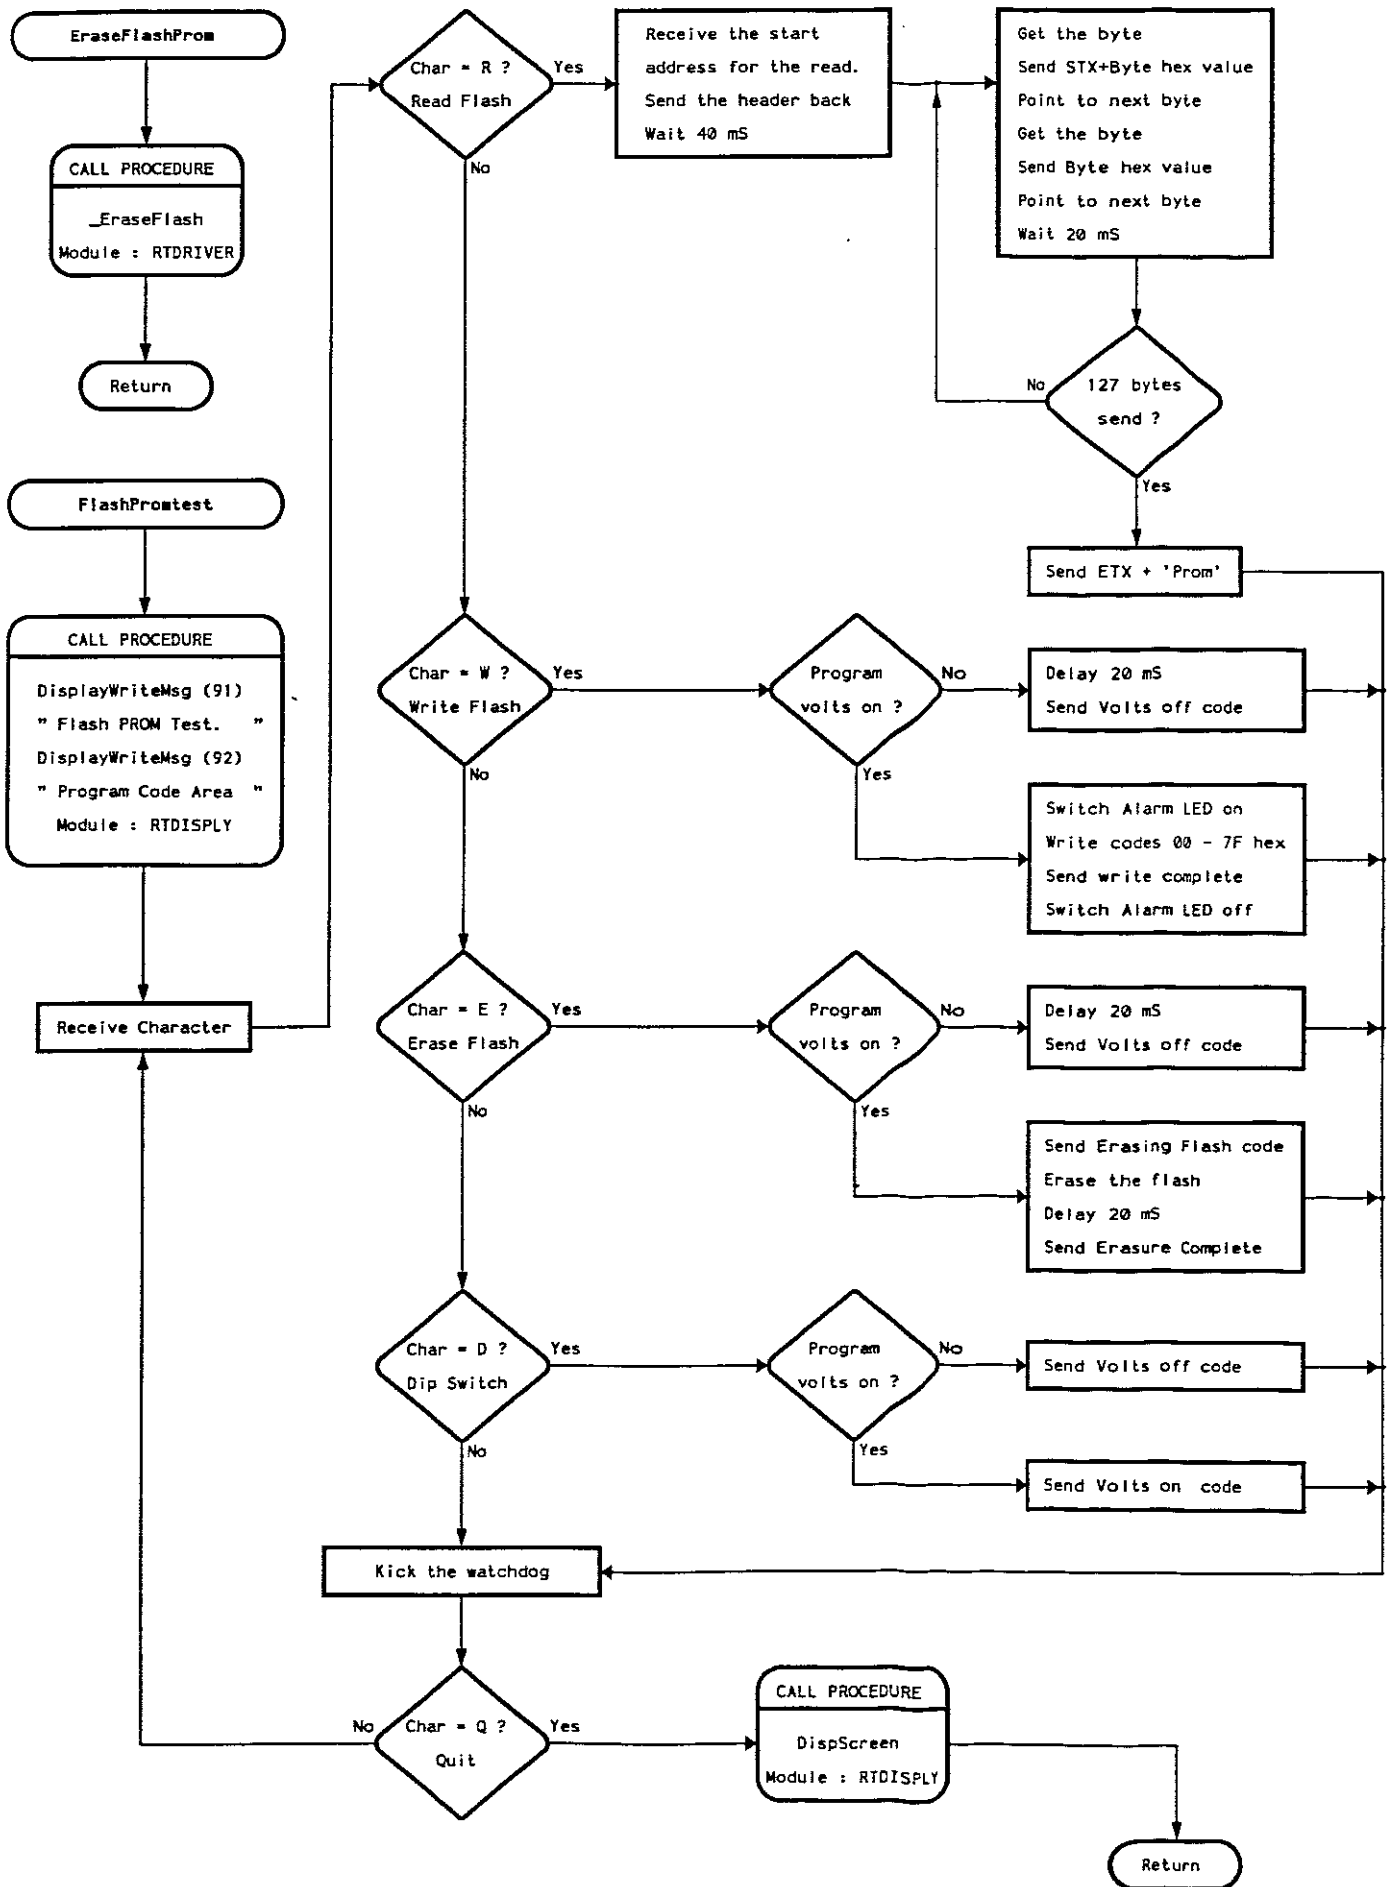 EraseFlashProm
CALL PROCEDURE
_EraseFlash
Module : RTDRIVER
Return
FlashPromtest
CALL PROCEDURE
DisplayWriteMsg (91)
" Flash PROM Test.    "
DisplayWriteMsg (92)
" Program Code Area  "
Module : RTDISPLY
Receive Character
Char = R ?
Read Flash
Yes
No
Receive the start
address for the read.
Send the header back
Wait 40 mS
Get the byte
Send STX+Byte hex value
Point to next byte
Get the byte
Send Byte hex value
Point to next byte
Wait 20 mS
127 bytes
send ?
No
Yes
Send ETX + 'Prom'
Char = W ?
Write Flash
Yes
No
Program
volts on ?
No
Yes
Delay 20 mS
Send Volts off code
Switch Alarm LED on
Write codes 00 - 7F hex
Send write complete
Switch Alarm LED off
Char = E ?
Erase Flash
Yes
No
Program
volts on ?
No
Yes
Delay 20 mS
Send Volts off code
Send Erasing Flash code
Erase the flash
Delay 20 mS
Send Erasure Complete
Char = D ?
Dip Switch
Yes
No
Program
volts on ?
No
Yes
Send Volts off code
Send Volts on  code
Kick the watchdog
Char = Q ?
Quit
No
Yes
CALL PROCEDURE
DispScreen
Module : RTDISPLY
Return